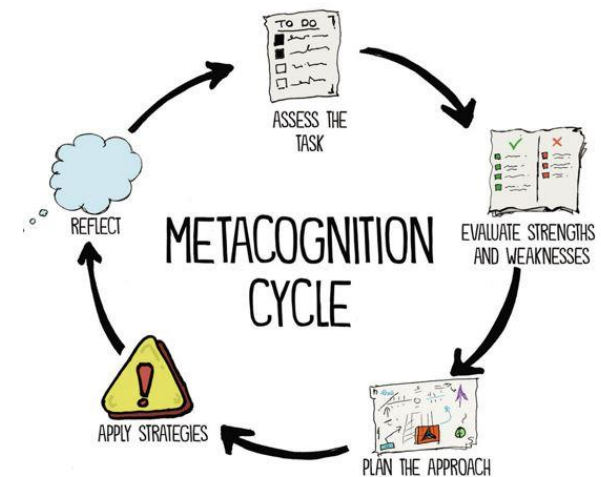 TO DO
ASSESS THE
TASK
EVALUATE STRENGTHS
AND WEAKNESSES
PLAN THE APPROACH
APPLY STRATEGIES
REFLECT
METACOGNITION
CYCLE